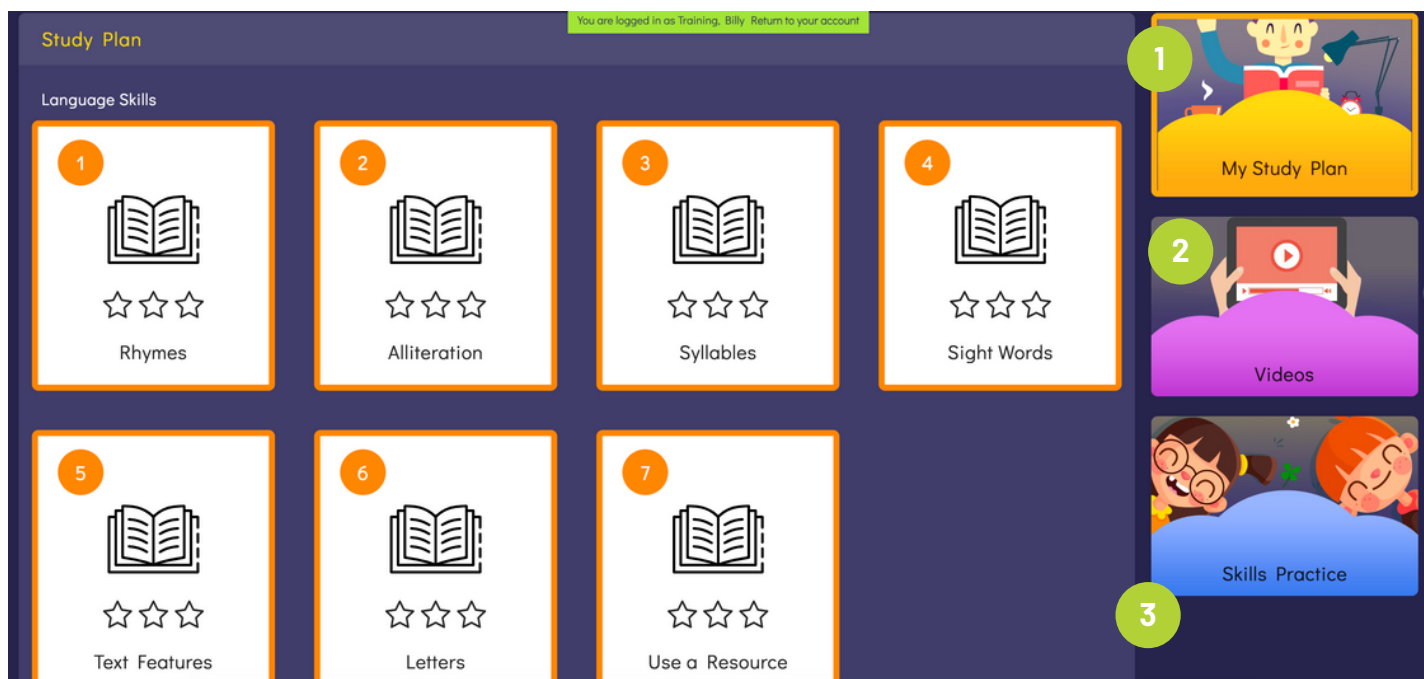 You are logged in as Training, Billy Return to your account
Study Plan
Language Skills
1
Rhymes
2
Alliteration
3
Syllables
4
Sight Words
5
Text Features
6
Letters
7
Use a Resource
1
My Study Plan
2
Videos
Skills Practice
3